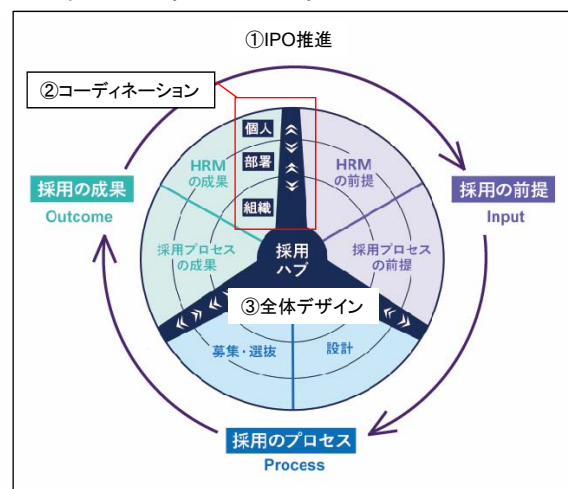 ①IPO推進
②コーディネーション
個人
部署
組織
HRM
の成果
HRM
の前提
採用の成果
Outcome
採用の前提
Input
採用プロセス
の成果
採用
ハブ
採用プロセス
の前提
③全体デザイン
募集・選抜
設計
採用のプロセス
Process